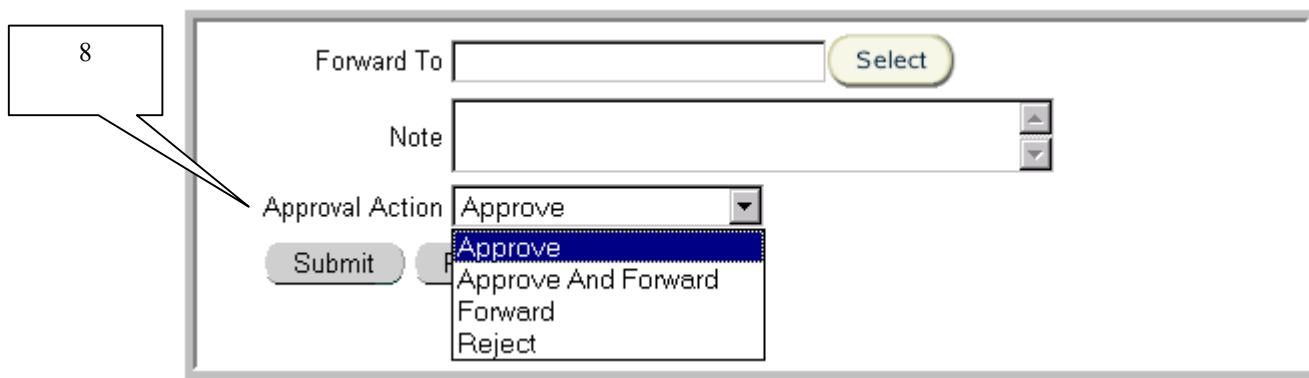 8
Forward To Select
Note
Approval Action Approve
Submit
Approve
Approve And Forward
Forward
Reject